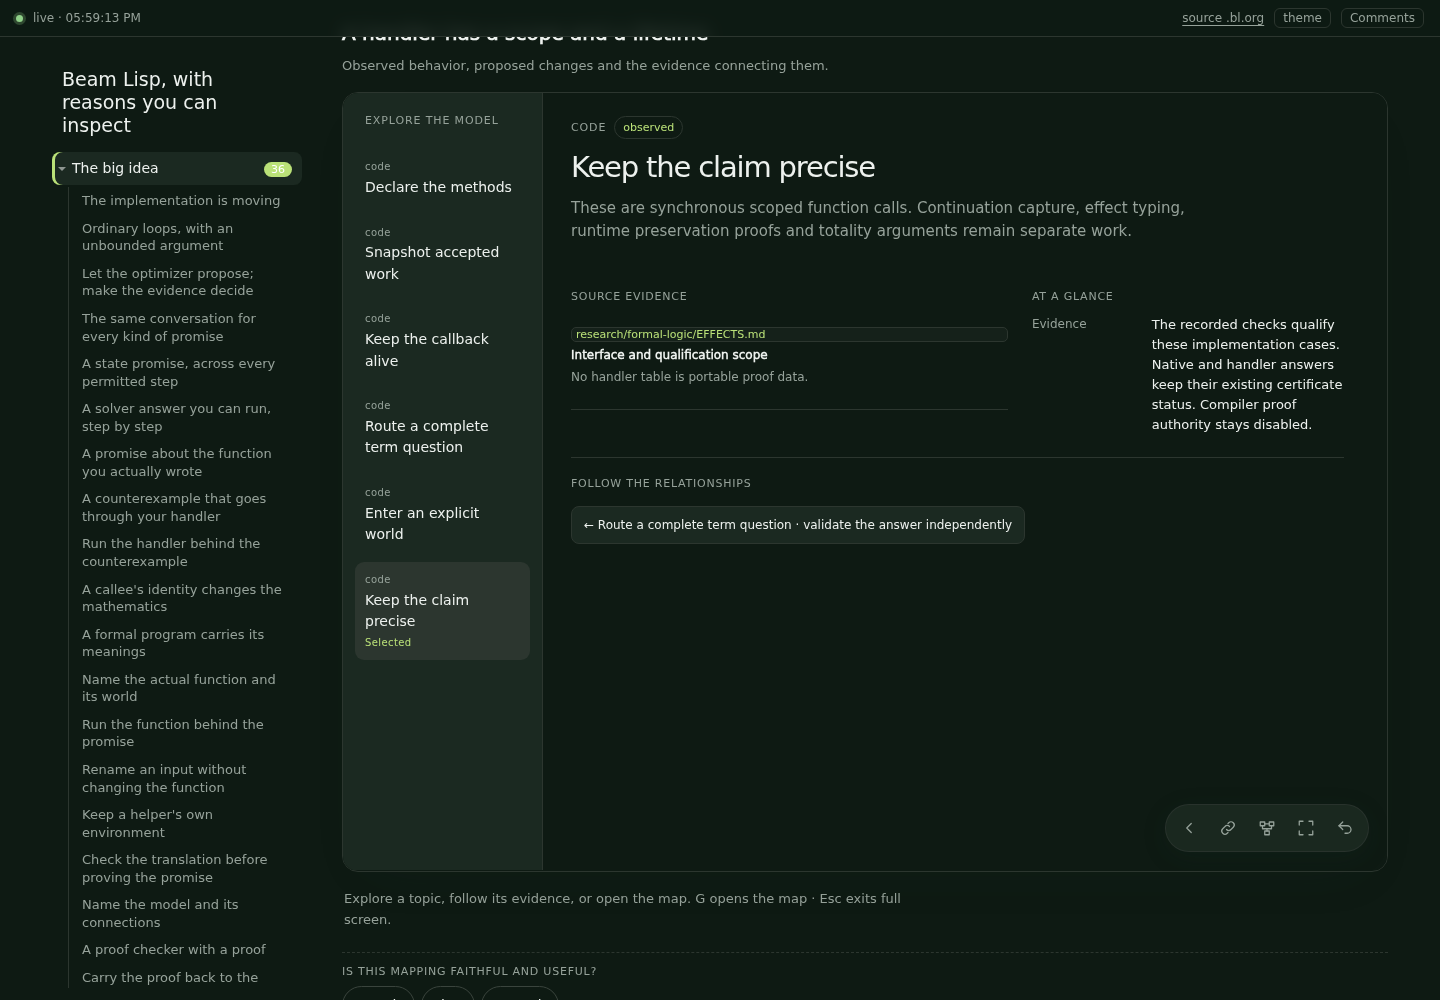 live · 05:59:13 PM
source .bl.org
theme
Comments
Beam Lisp, with
reasons you can
inspect
The big idea
36
The implementation is moving
Ordinary loops, with an
unbounded argument
Let the optimizer propose;
make the evidence decide
The same conversation for
every kind of promise
A state promise, across every
permitted step
A solver answer you can run,
step by step
A promise about the function
you actually wrote
A counterexample that goes
through your handler
Run the handler behind the
counterexample
A callee's identity changes the
mathematics
A formal program carries its
meanings
Name the actual function and
its world
Run the function behind the
promise
Rename an input without
changing the function
Keep a helper's own
environment
Check the translation before
proving the promise
Name the model and its
connections
A proof checker with a proof
Carry the proof back to the
A handler has a scope and a lifetime
Observed behavior, proposed changes and the evidence connecting them.
EXPLORE THE MODEL
code
Declare the methods
code
Snapshot accepted
work
code
Keep the callback
alive
code
Route a complete
term question
code
Enter an explicit
world
code
Keep the claim
precise
Selected
CODE
observed
Keep the claim precise
These are synchronous scoped function calls. Continuation capture, effect typing,
runtime preservation proofs and totality arguments remain separate work.
SOURCE EVIDENCE
research/formal-logic/EFFECTS.md
Interface and qualification scope
No handler table is portable proof data.
AT A GLANCE
Evidence
The recorded checks qualify
these implementation cases.
Native and handler answers
keep their existing certificate
status. Compiler proof
authority stays disabled.
FOLLOW THE RELATIONSHIPS
← Route a complete term question · validate the answer independently
Explore a topic, follow its evidence, or open the map. G opens the map · Esc exits full
screen.
IS THIS MAPPING FAITHFUL AND USEFUL?